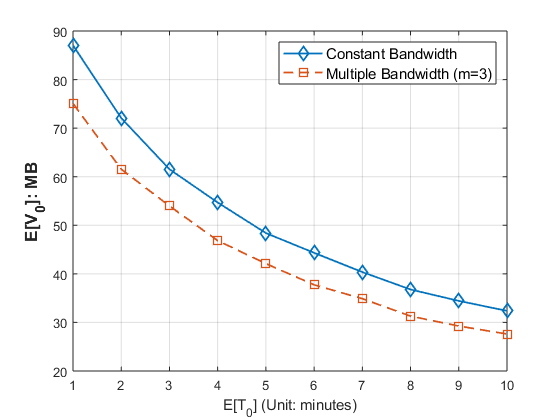 90
80
70
60
50
40
30
20
E[V0]: MB
Constant Bandwidth
Multiple Bandwidth (m=3)
1 2 3 4 5 6 7 8 9 10
E[T0] (Unit: minutes)